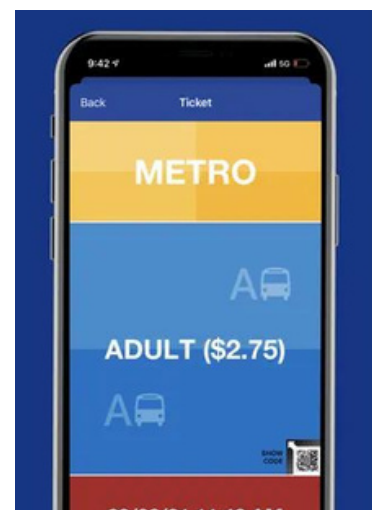 9:42
5G
Back
Ticket
METRO
A
ADULT ($2.75)
A
SHOW
CODE